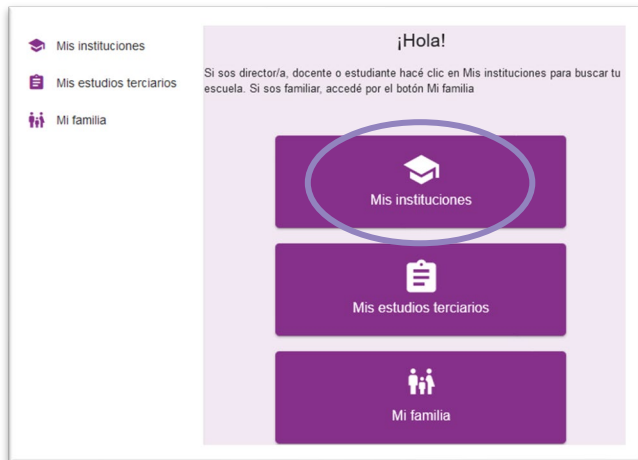 Mis instituciones
Mis estudios terciarios
Mi familia
¡Hola!
Si sos director/a, docente o estudiante hacé clic en Mis instituciones para buscar tu
escuela. Si sos familiar, accedé por el botón Mi familia
Mis instituciones
Mis estudios terciarios
Mi familia